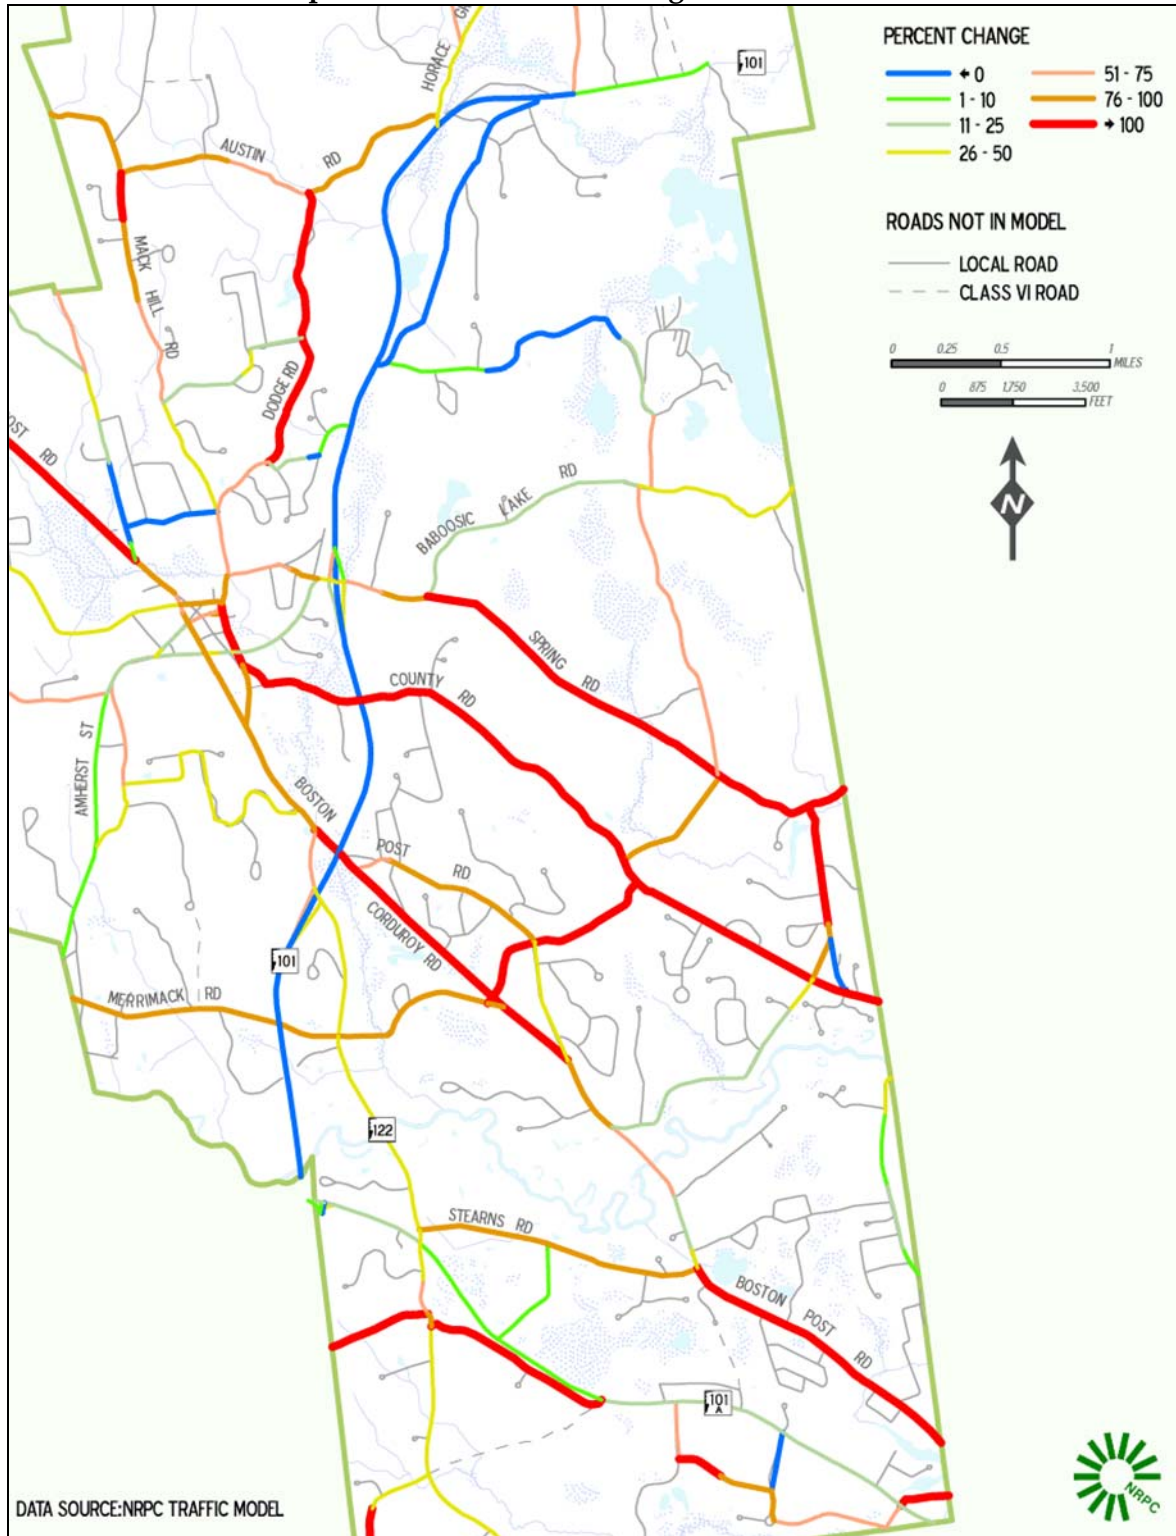 PERCENT CHANGE
← 0
1 - 10
11 - 25
26 - 50
51 - 75
76 - 100
→ 100
ROADS NOT IN MODEL
LOCAL ROAD
CLASS VI ROAD
0 0.25 0.5 1
MILES
0 875 1,750 3,500
FEET
N
101
HORACE
AUSTIN RD
MACK HILL RD
DODGE RD
OST RD
BABOOSIC LAKE RD
SPRING RD
COUNTY RD
AMHERST ST
BOSTON POST RD
CORDUROY RD
101
MERRIMACK RD
122
STEARNS RD
BOSTON POST RD
101
A
NRPC
DATA SOURCE:NRPC TRAFFIC MODEL